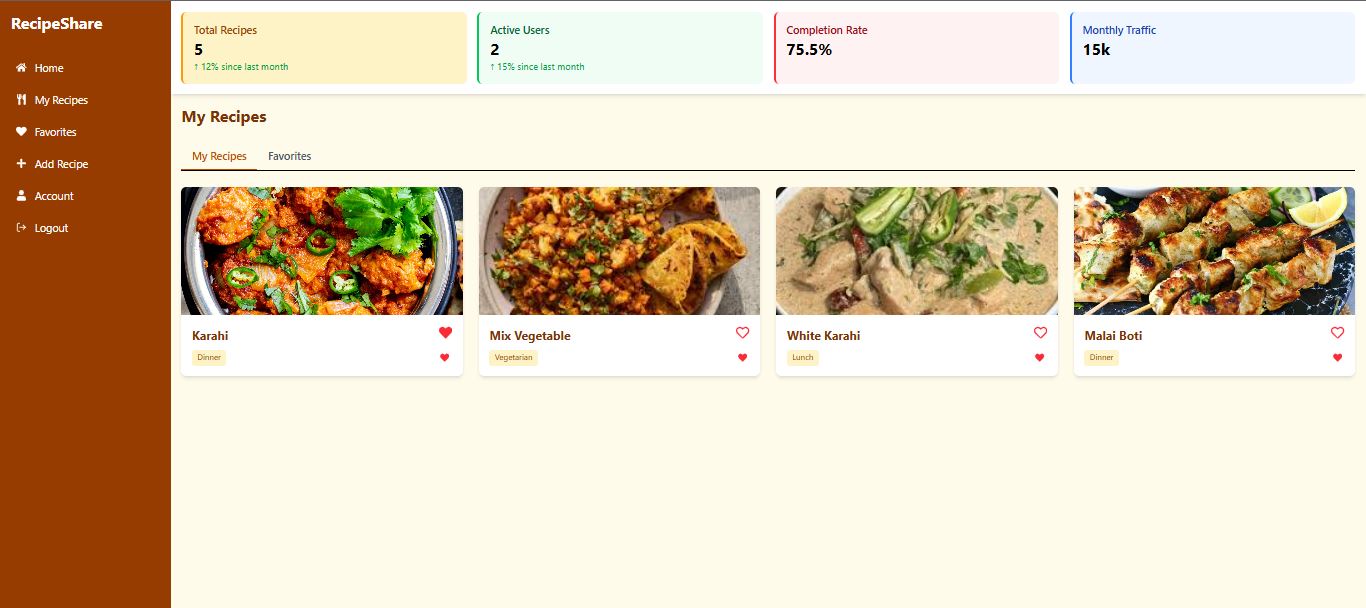 RecipeShare
Home
My Recipes
Favorites
Add Recipe
Account
Logout
Total Recipes
5
↑ 12% since last month
Active Users
2
↑ 15% since last month
Completion Rate
75.5%
Monthly Traffic
15k
My Recipes
My Recipes Favorites
Karahi
Dinner
Mix Vegetable
Vegetarian
White Karahi
Lunch
Malai Boti
Dinner